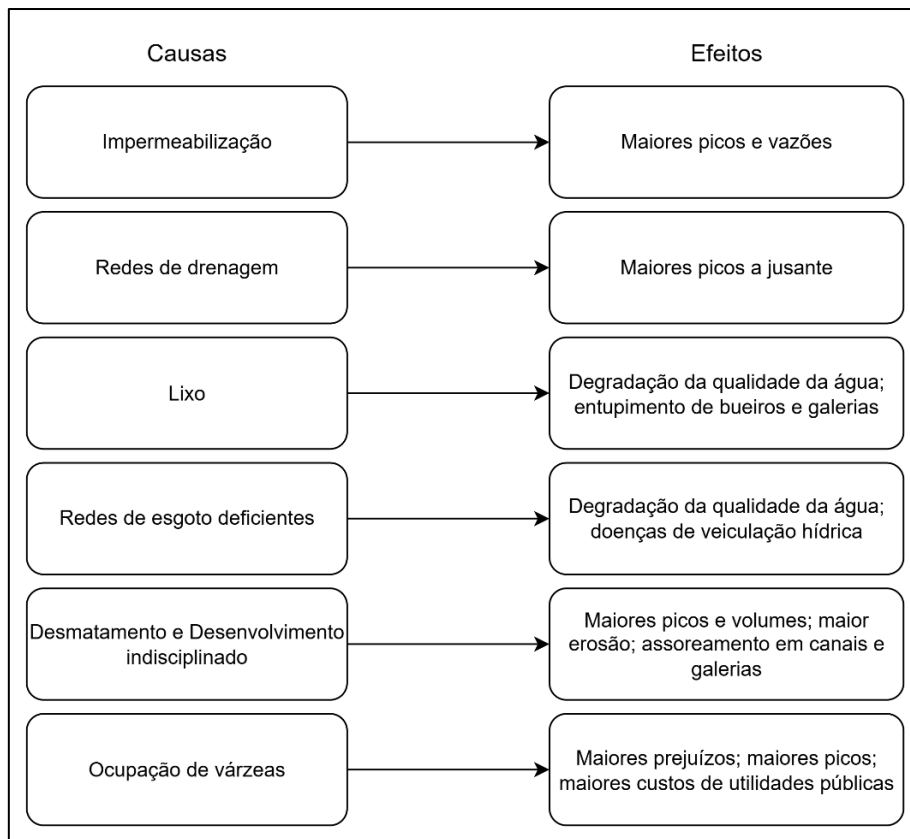 Causas
Efeitos
Impermeabilização
Maiores picos e vazões
Redes de drenagem
Maiores picos a jusante
Lixo
Degradação da qualidade da água;
entupimento de bueiros e galerias
Redes de esgoto deficientes
Degradação da qualidade da água;
doenças de veiculação hídrica
Desmatamento e Desenvolvimento
indisciplinado
Maiores picos e volumes; maior
erosão; assoreamento em canais e
galerias
Ocupação de várzeas
Maiores prejuízos; maiores picos;
maiores custos de utilidades públicas